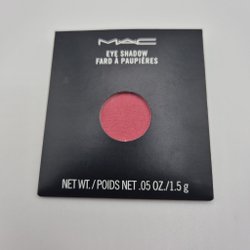 MAC
EYE SHADOW
FARD À PAUPIÈRES
NET WT./POIDS NET .05 OZ./1.5 g